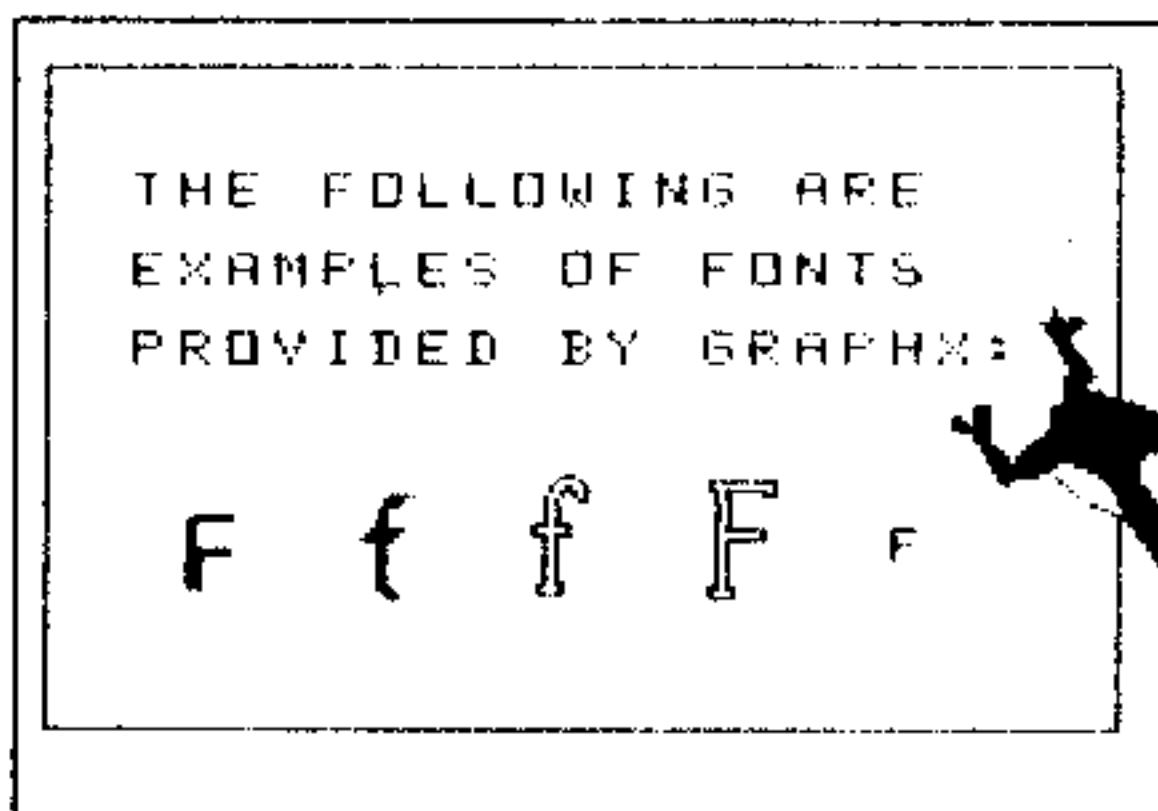 THE FOLLOWING ARE
EXAMPLES OF FONTS
PROVIDED BY GRAPHX:
F f f F F